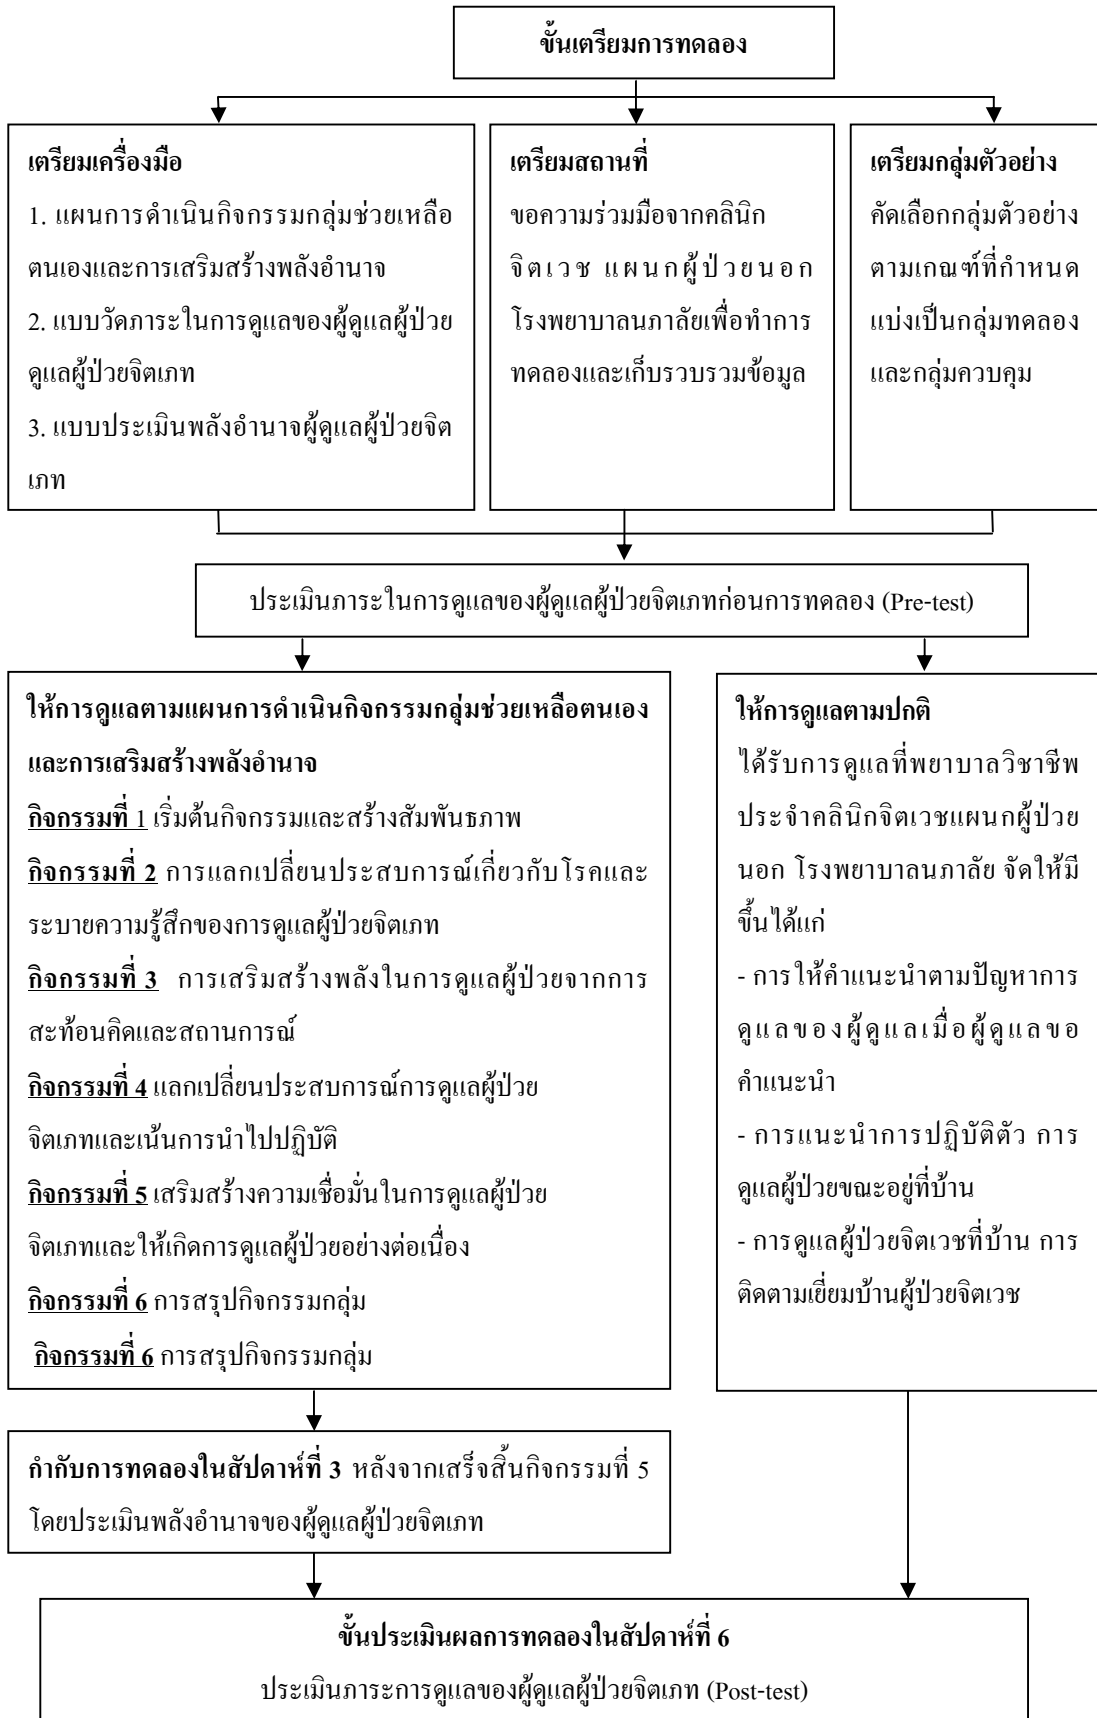 ขั้นเตรียมการทดลอง
เตรียมเครื่องมือ
1. แผนการดำเนินกิจกรรมกลุ่มช่วยเหลือ
ตนเองและการเสริมสร้างพลังอำนาจ
2. แบบวัดภาระในการดูแลของผู้ดูแลผู้ป่วย
ดูแลผู้ป่วยจิตเภท
3. แบบประเมินพลังอำนาจผู้ดูแลผู้ป่วยจิต
เภท
เตรียมสถานที่
ขอความร่วมมือจากคลินิก
จิตเวช แผนกผู้ป่วยนอก
โรงพยาบาลนภาลัยเพื่อทำการ
ทดลองและเก็บรวบรวมข้อมูล
เตรียมกลุ่มตัวอย่าง
คัดเลือกกลุ่มตัวอย่าง
ตามเกณฑ์ที่กำหนด
แบ่งเป็นกลุ่มทดลอง
และกลุ่มควบคุม
ประเมินภาระในการดูแลของผู้ดูแลผู้ป่วยจิตเภทก่อนการทดลอง (Pre-test)
ให้การดูแลตามแผนการดำเนินกิจกรรมกลุ่มช่วยเหลือตนเอง
และการเสริมสร้างพลังอำนาจ
กิจกรรมที่ 1 เริ่มต้นกิจกรรมและสร้างสัมพันธภาพ
กิจกรรมที่ 2 การแลกเปลี่ยนประสบการณ์เกี่ยวกับโรคและ
ระบายความรู้สึกของการดูแลผู้ป่วยจิตเภท
กิจกรรมที่ 3 การเสริมสร้างพลังในการดูแลผู้ป่วยจากการ
สะท้อนคิดและสถานการณ์
กิจกรรมที่ 4 แลกเปลี่ยนประสบการณ์การดูแลผู้ป่วย
จิตเภทและเน้นการนำไปปฏิบัติ
กิจกรรมที่ 5 เสริมสร้างความเชื่อมั่นในการดูแลผู้ป่วย
จิตเภทและให้เกิดการดูแลผู้ป่วยอย่างต่อเนื่อง
กิจกรรมที่ 6 การสรุปกิจกรรมกลุ่ม
กิจกรรมที่ 6 การสรุปกิจกรรมกลุ่ม
ให้การดูแลตามปกติ
ได้รับการดูแลที่พยาบาลวิชาชีพ
ประจำคลินิกจิตเวชแผนกผู้ป่วย
นอก โรงพยาบาลนภาลัย จัดให้มี
ขึ้นได้แก่
- การให้คำแนะนำตามปัญหาการ
ดูแลของผู้ดูแลเมื่อผู้ดูแลขอ
คำแนะนำ
- การแนะนำการปฏิบัติตัว การ
ดูแลผู้ป่วยขณะอยู่ที่บ้าน
- การดูแลผู้ป่วยจิตเวชที่บ้าน การ
ติดตามเยี่ยมบ้านผู้ป่วยจิตเวช
กำกับการทดลองในสัปดาห์ที่ 3 หลังจากเสร็จสิ้นกิจกรรมที่ 5
โดยประเมินพลังอำนาจของผู้ดูแลผู้ป่วยจิตเภท
ขั้นประเมินผลการทดลองในสัปดาห์ที่ 6
ประเมินภาระการดูแลของผู้ดูแลผู้ป่วยจิตเภท (Post-test)